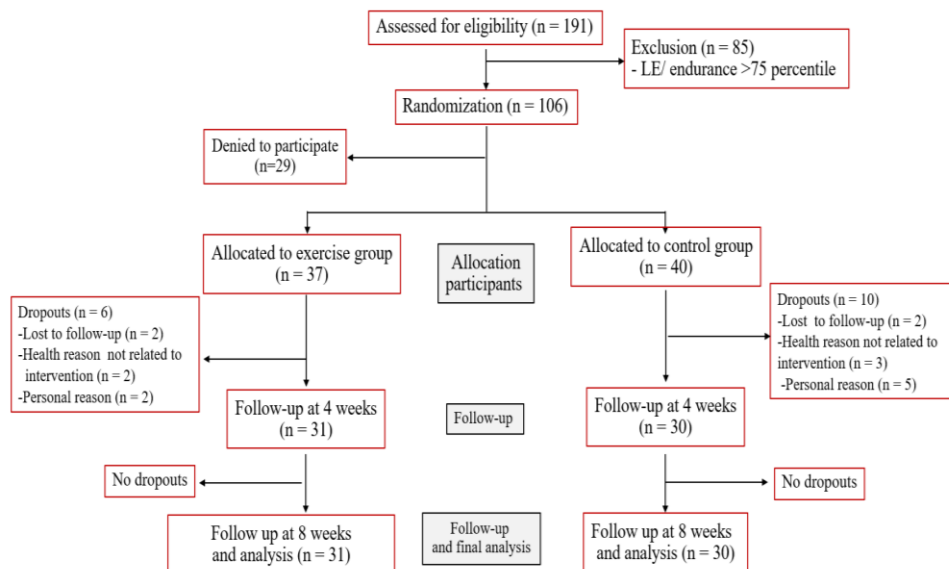 Assessed for eligibility (n = 191)
Exclusion (n = 85)
- LE/ endurance >75 percentile
Randomization (n = 106)
Denied to participate
(n=29)
Allocated to exercise group
(n = 37)
Allocation
participants
Allocated to control group
(n = 40)
Dropouts (n = 6)
-Lost to follow-up (n = 2)
-Health reason not related to
intervention (n = 2)
-Personal reason (n = 2)
Dropouts (n = 10)
-Lost to follow-up (n = 2)
-Health reason not related to
intervention (n = 3)
-Personal reason (n = 5)
Follow-up at 4 weeks
(n = 31)
Follow-up
Follow-up at 4 weeks
(n = 30)
No dropouts
No dropouts
Follow up at 8 weeks
and analysis (n = 31)
Follow-up
and final analysis
Follow up at 8 weeks
and analysis (n = 30)